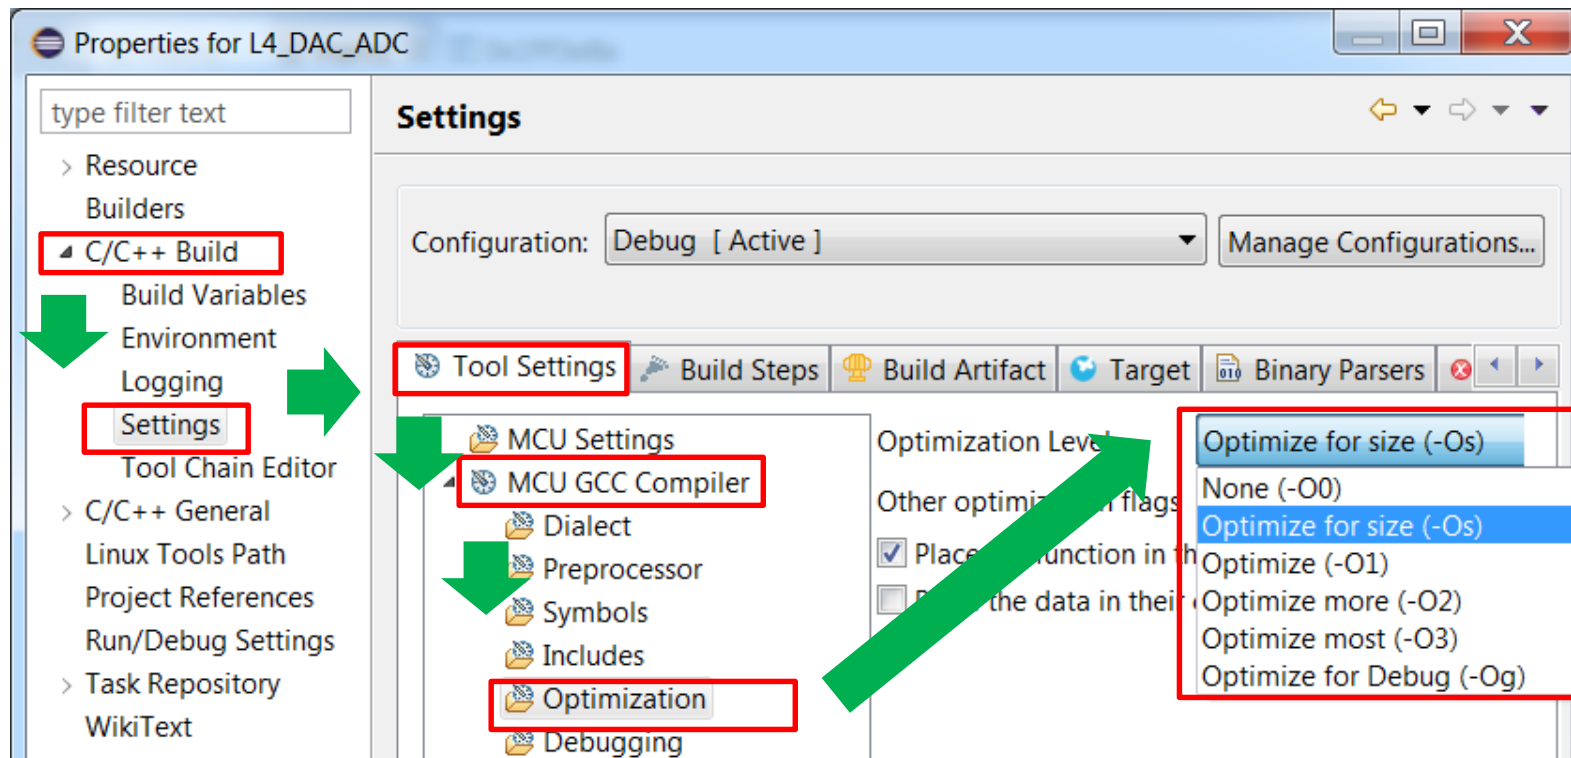 Properties for L4_DAC_ADC
type filter text
Resource
Builders
C/C++ Build
Build Variables
Environment
Logging
Settings
Tool Chain Editor
C/C++ General
Linux Tools Path
Project References
Run/Debug Settings
Task Repository
WikiText
Settings
Configuration: Debug [ Active ] Manage Configurations...
Tool Settings Build Steps Build Artifact Target Binary Parsers
MCU Settings
MCU GCC Compiler
Dialect
Preprocessor
Symbols
Includes
Optimization
Debugging
Optimization Level Optimize for size (-Os)
Other flags
Place in
the data in their
None (-O0)
Optimize for size (-Os)
Optimize (-O1)
Optimize more (-O2)
Optimize most (-O3)
Optimize for Debug (-Og)